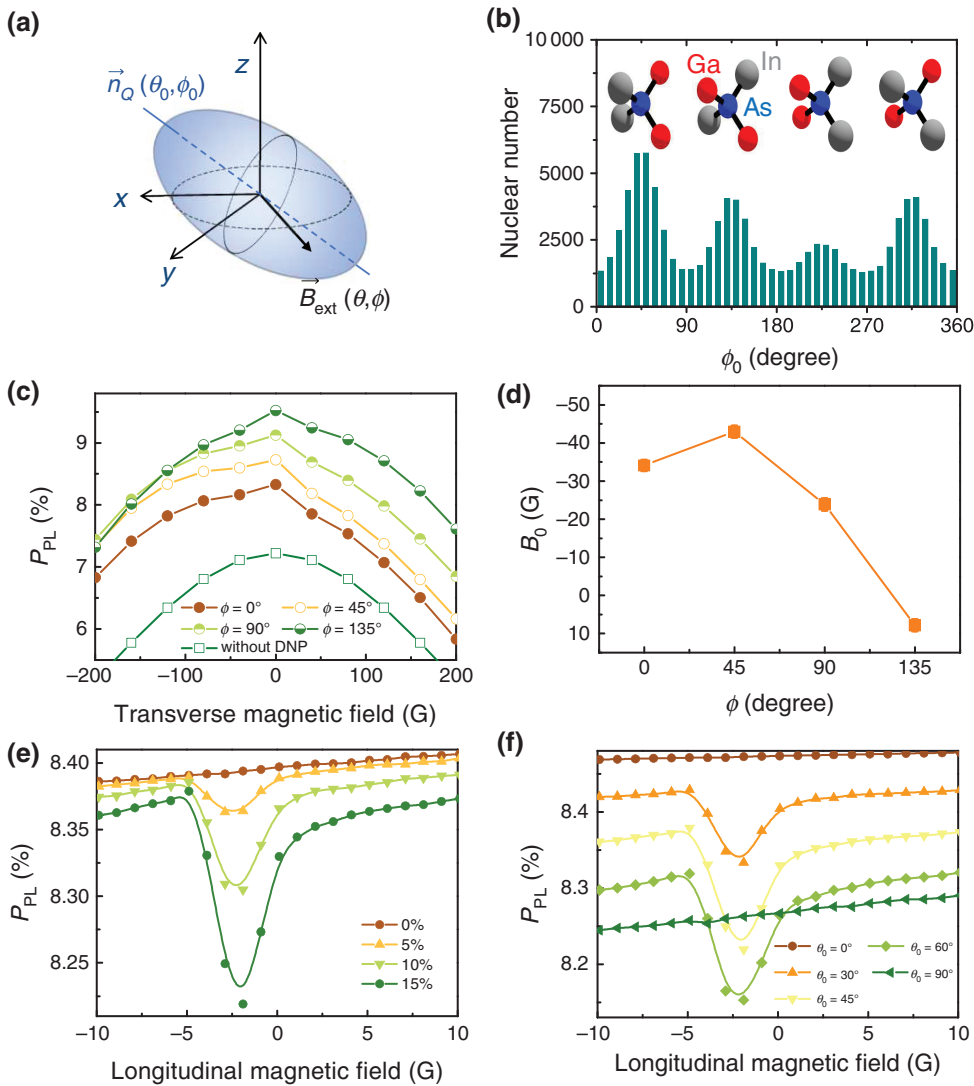 (a)
z
n⃗Q (θ0,ϕ0)
x
y
B⃗ext (θ,ϕ)
(b)
10 000
7500
5000
2500
0
Nuclear number
Ga
In
As
0 90 180 270 360
ϕ0 (degree)
(c)
9
8
7
6
PPL (%)
ϕ = 0° ϕ = 45°
ϕ = 90° ϕ = 135°
without DNP
−200 −100 0 100 200
Transverse magnetic field (G)
(d)
−50
−40
−30
−20
−10
0
10
B0 (G)
0 45 90 135
ϕ (degree)
(e)
8.40
8.35
8.30
8.25
PPL (%)
0%
5%
10%
15%
−10 −5 0 5 10
Longitudinal magnetic field (G)
(f)
8.4
8.3
8.2
PPL (%)
θ0 = 0° θ0 = 60°
θ0 = 30° θ0 = 90°
θ0 = 45°
−10 −5 0 5 10
Longitudinal magnetic field (G)